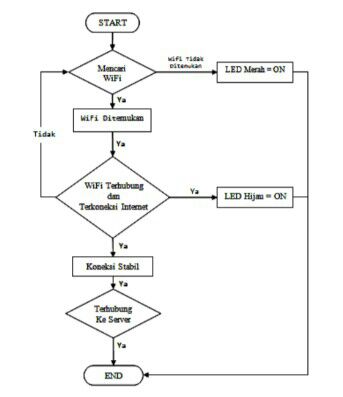 START
Mencari
WiFi
Wifi Tidak
Ditemukan
LED Merah = ON
Ya
Wifi Ditemukan
Tidak
Ya
WiFi Terhubung
dan
Terkoneksi Internet
Ya
LED Hijau = ON
Ya
Koneksi Stabil
Ya
Terhubung
Ke Server
Ya
END